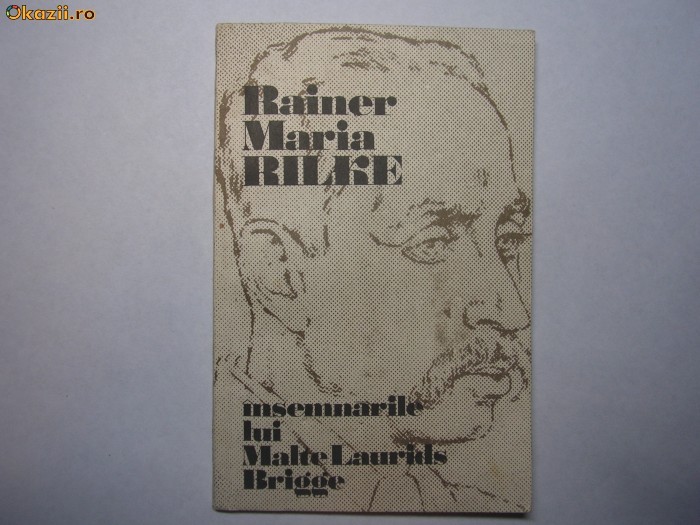 Okazii.ro
Rainer
Maria
RILKE
insemnarile
lui
Malte Laurids
Brigge